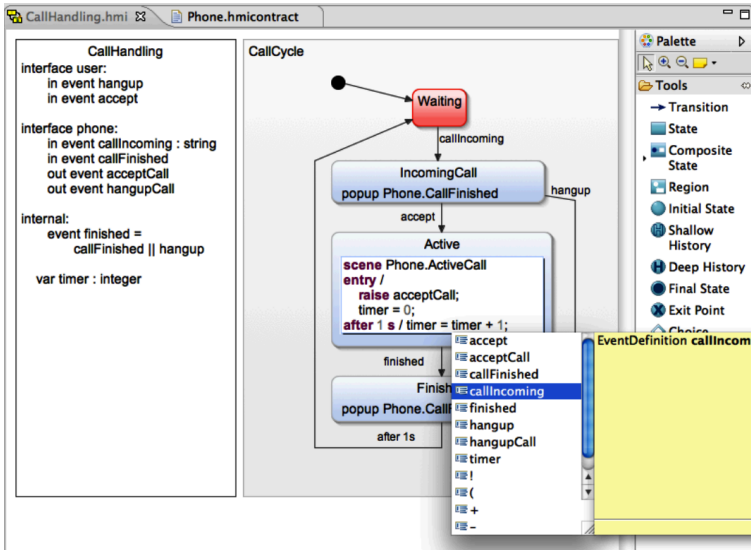 CallHandling.hmi
Phone.hmicontract
CallHandling
interface user:
in event hangup
in event accept
interface phone:
in event callIncoming : string
in event callFinished
out event acceptCall
out event hangupCall
internal:
event finished =
callFinished || hangup
var timer : integer
CallCycle
Waiting
callIncoming
IncomingCall
popup Phone.CallFinished
hangup
accept
Active
scene Phone.ActiveCall
entry /
raise acceptCall;
timer = 0;
after 1 s / timer = timer + 1;
finished
Finish
popup Phone.CallF
after 1s
accept
acceptCall
callFinished
callIncoming
finished
hangup
hangupCall
timer
!
(
+
-
EventDefinition callIncom
Palette
Tools
Transition
State
Composite
State
Region
Initial State
Shallow
History
Deep History
Final State
Exit Point
Choice